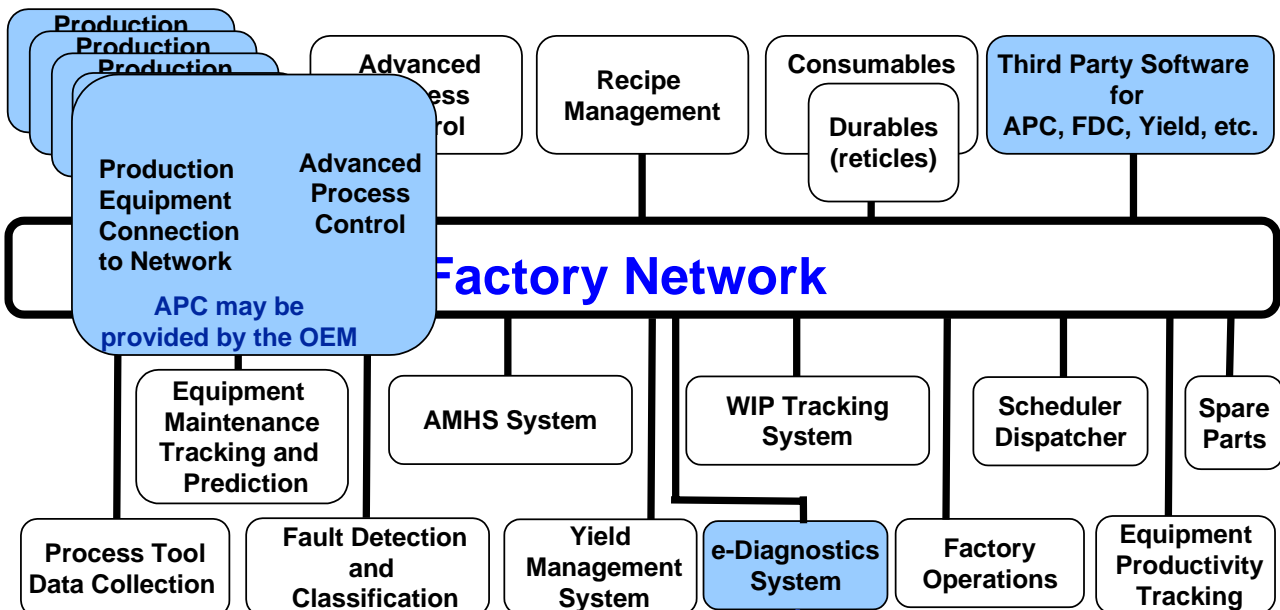 Production
Production
Production
Advanced
ess
rol
Recipe
Management
Consumables
Durables
(reticles)
Third Party Software
for
APC, FDC, Yield, etc.
Production
Equipment
Connection
to Network
Advanced
Process
Control
APC may be
provided by the OEM
Factory Network
Equipment
Maintenance
Tracking and
Prediction
AMHS System
WIP Tracking
System
Scheduler
Dispatcher
Spare
Parts
Process Tool
Data Collection
Fault Detection
and
Classification
Yield
Management
System
e-Diagnostics
System
Factory
Operations
Equipment
Productivity
Tracking